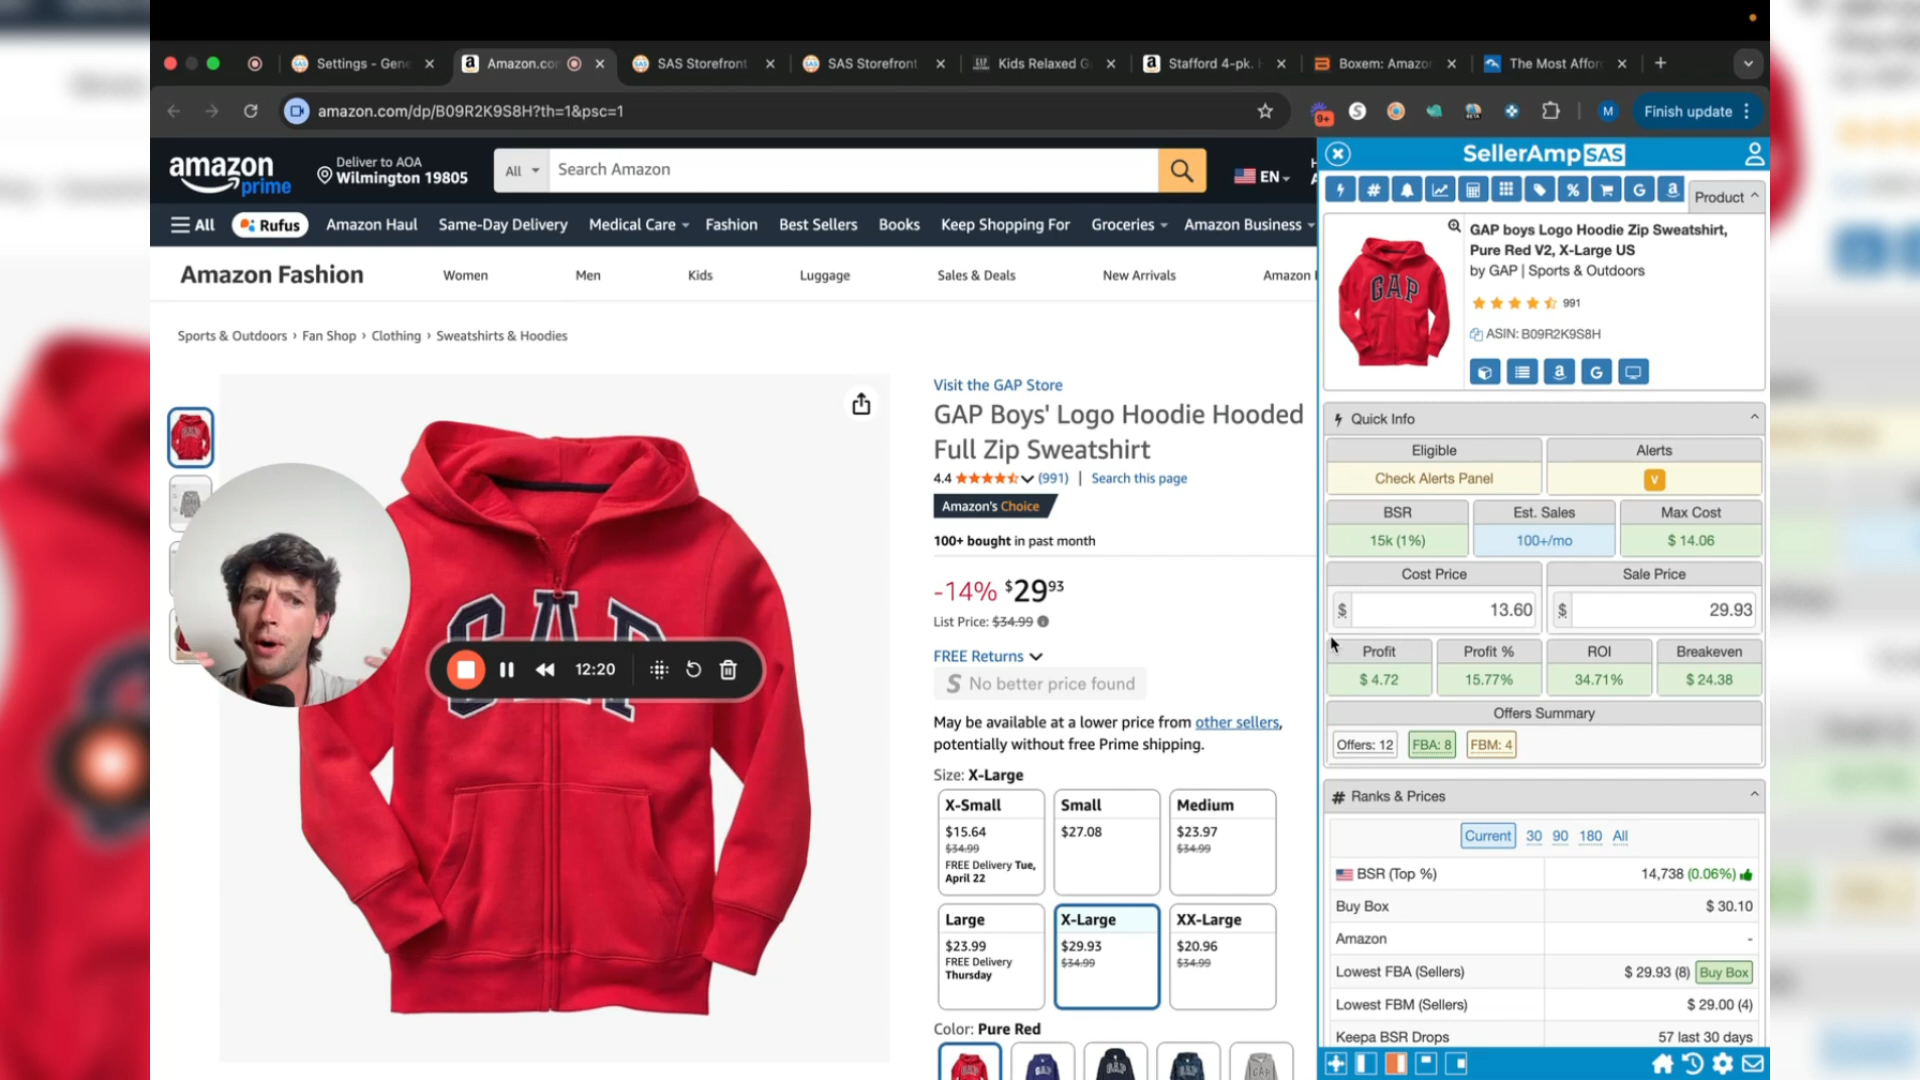 Settings - Gene
Amazon.co
SAS Storefront
SAS Storefront
Kids Relaxed G
Stafford 4-pk.
Boxem: Amazon
The Most Affor
amazon.com/dp/B09R2K9S8H?th=1&psc=1
9+
M
Finish update
amazon
prime
Deliver to AOA
Wilmington 19805
All
Search Amazon
EN
All
Rufus
Amazon Haul
Same-Day Delivery
Medical Care
Fashion
Best Sellers
Books
Keep Shopping For
Groceries
Amazon Business
Amazon Fashion
Women
Men
Kids
Luggage
Sales & Deals
New Arrivals
Amazon
Sports & Outdoors › Fan Shop › Clothing › Sweatshirts & Hoodies
GAP
12:20
Visit the GAP Store
GAP Boys' Logo Hoodie Hooded
Full Zip Sweatshirt
4.4 (991) | Search this page
Amazon's Choice
100+ bought in past month
-14% $29 93
List Price: $34.99
FREE Returns
S No better price found
May be available at a lower price from other sellers,
potentially without free Prime shipping.
Size: X-Large
X-Small
$15.64
$34.99
FREE Delivery Tue,
April 22
Small
$27.08
Medium
$23.97
$34.99
Large
$23.99
FREE Delivery
Thursday
X-Large
$29.93
$34.99
XX-Large
$20.96
$34.99
Color: Pure Red
SellerAmp SAS
Product
GAP boys Logo Hoodie Zip Sweatshirt,
Pure Red V2, X-Large US
by GAP | Sports & Outdoors
991
ASIN: B09R2K9S8H
GAP
Quick Info
Eligible
Alerts
Check Alerts Panel
V
BSR
Est. Sales
Max Cost
15k (1%)
100+/mo
$ 14.06
Cost Price
Sale Price
$ 13.60
$ 29.93
Profit
Profit %
ROI
Breakeven
$ 4.72
15.77%
34.71%
$ 24.38
Offers Summary
Offers: 12
FBA: 8
FBM: 4
# Ranks & Prices
Current 30 90 180 All
BSR (Top %)
14,738 (0.06%)
Buy Box
$ 30.10
Amazon
-
Lowest FBA (Sellers)
$ 29.93 (8) Buy Box
Lowest FBM (Sellers)
$ 29.00 (4)
Keepa BSR Drops
57 last 30 days